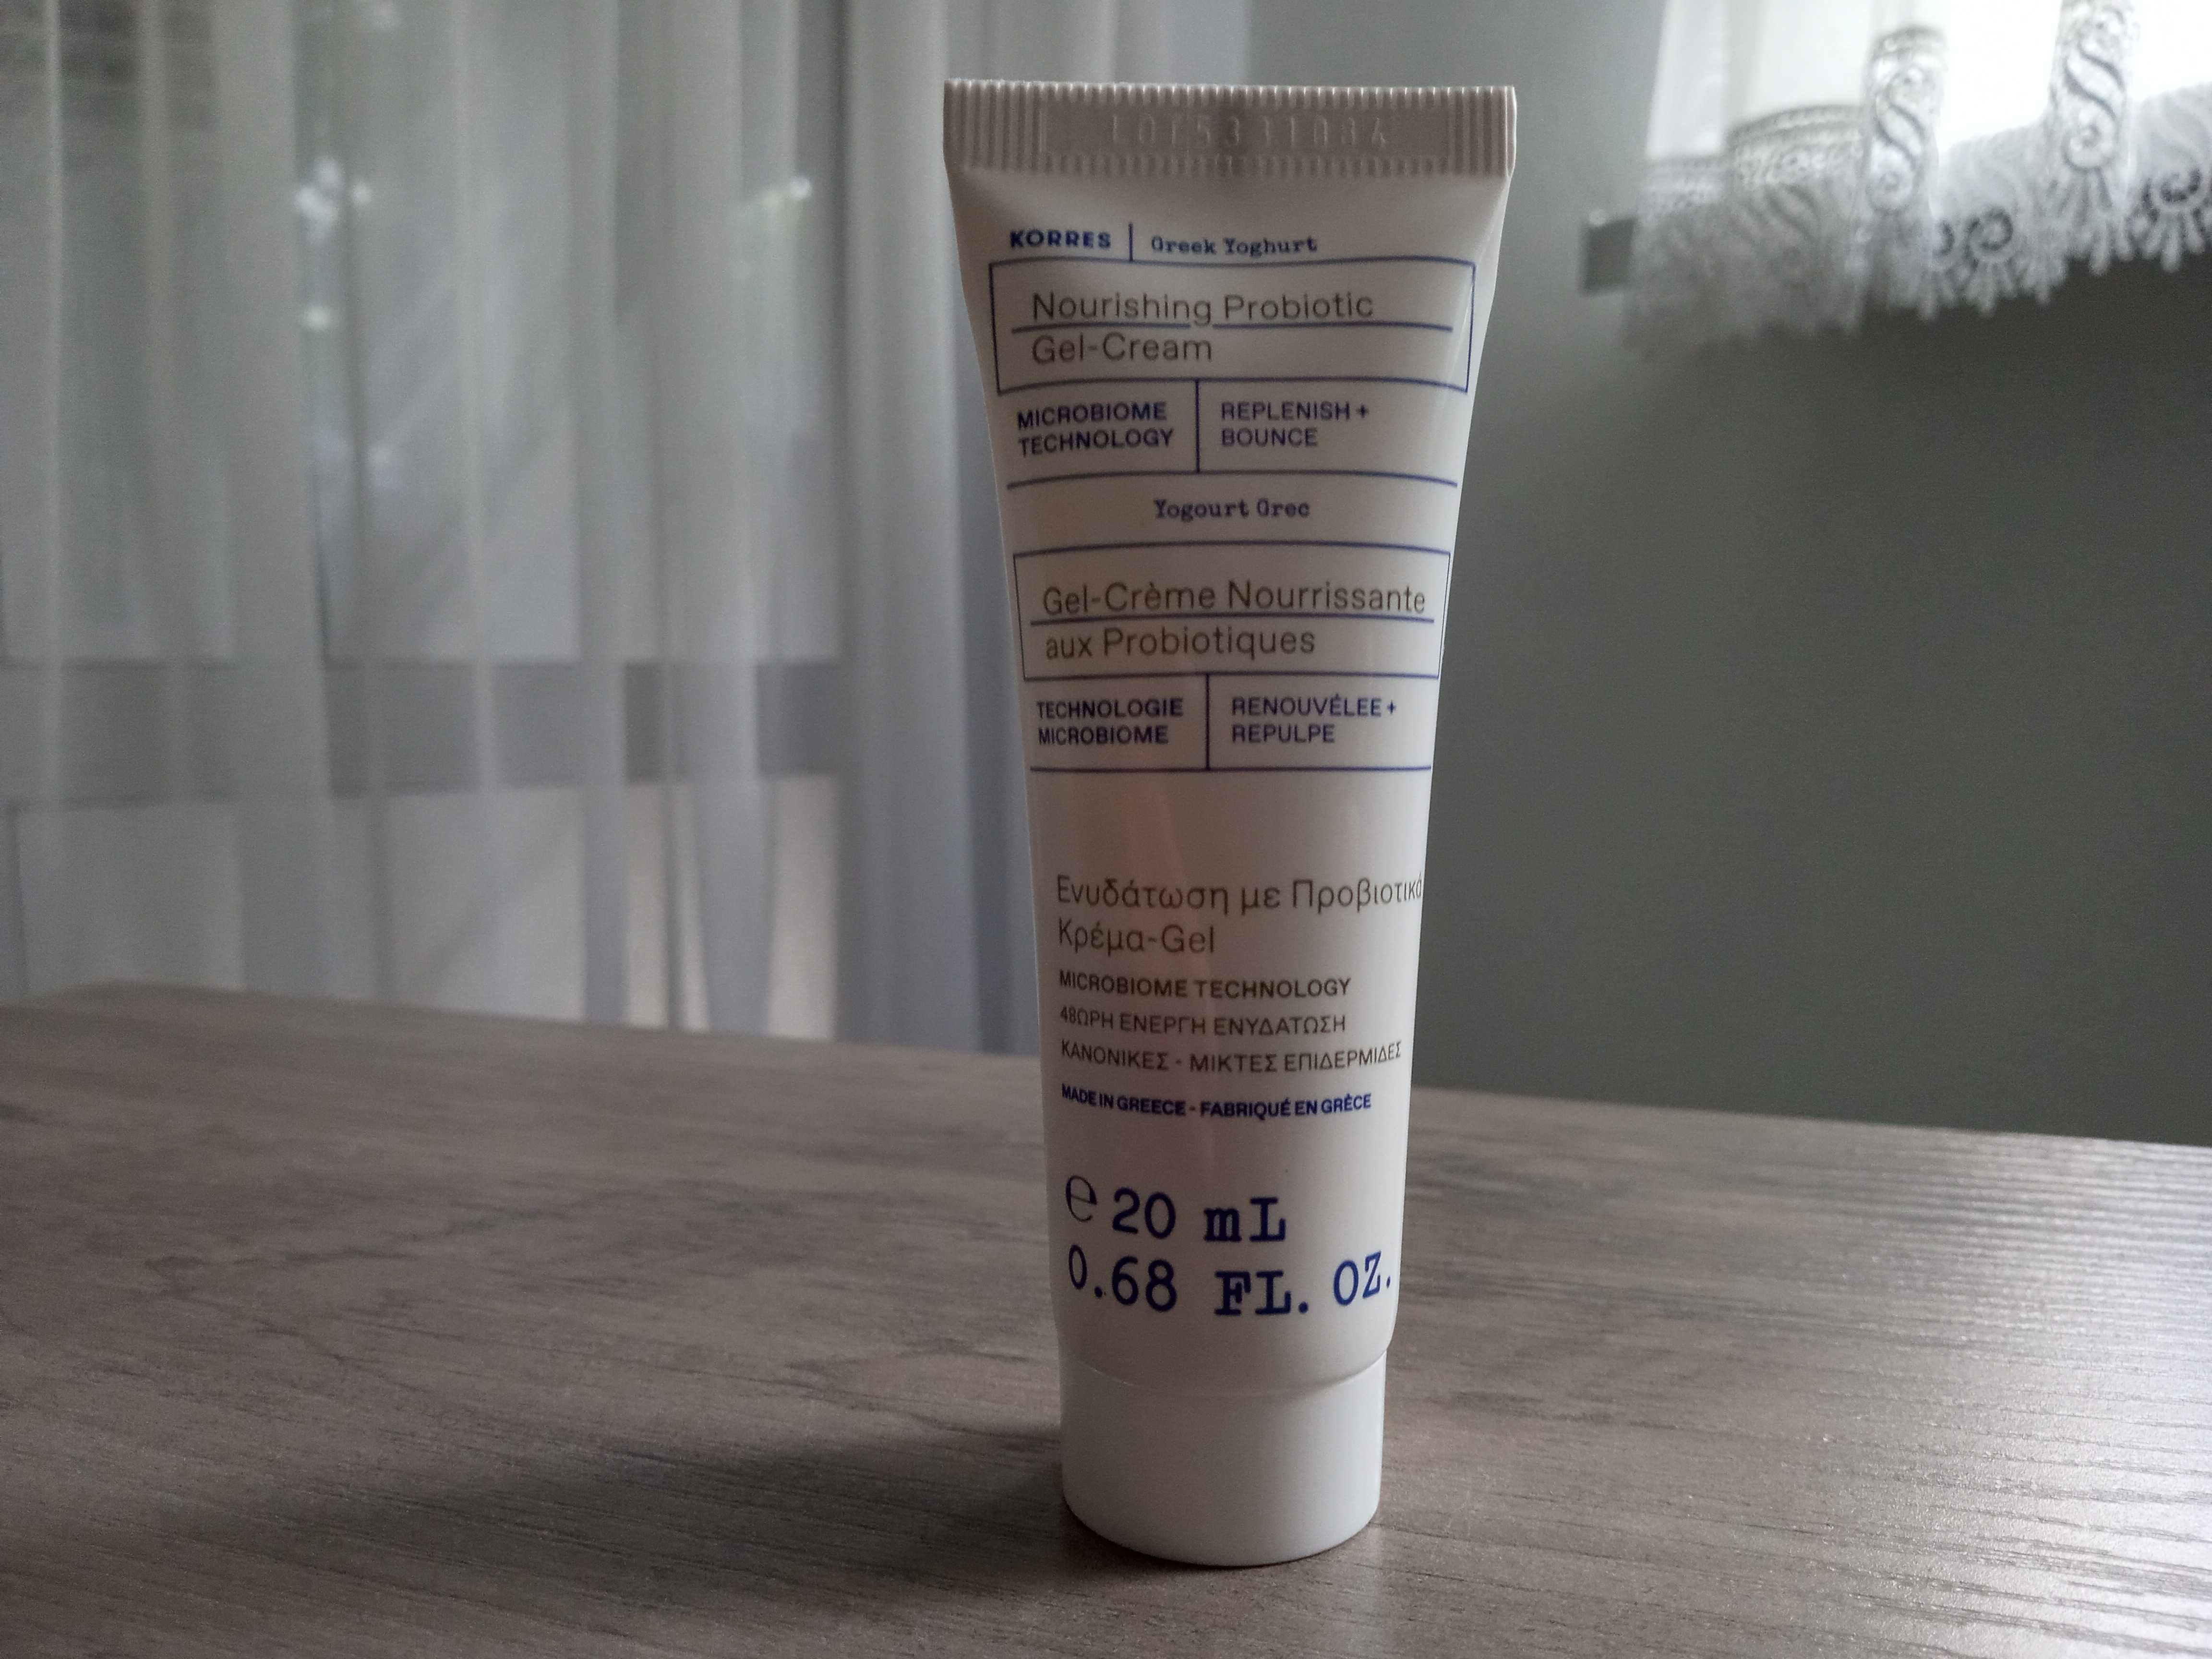 KORRES | Greek Yoghurt
Nourishing Probiotic
Gel-Cream
MICROBIOME
TECHNOLOGY
REPLENISH +
BOUNCE
Yogourt Grec
Gel-Crème Nourrissante
aux Probiotiques
TECHNOLOGIE
MICROBIOME
RENOUVÉLEE +
REPULPE
Ενυδάτωση με Προβιοτικά
Κρέμα-Gel
MICROBIOME TECHNOLOGY
48ΩΡΗ ΕΝΕΡΓΗ ΕΝΥΔΑΤΩΣΗ
ΚΑΝΟΝΙΚΕΣ - ΜΙΚΤΕΣ ΕΠΙΔΕΡΜΙΔΕΣ
MADE IN GREECE - FABRIQUÉ EN GRÈCE
℮ 20 mL
0.68 FL. OZ.